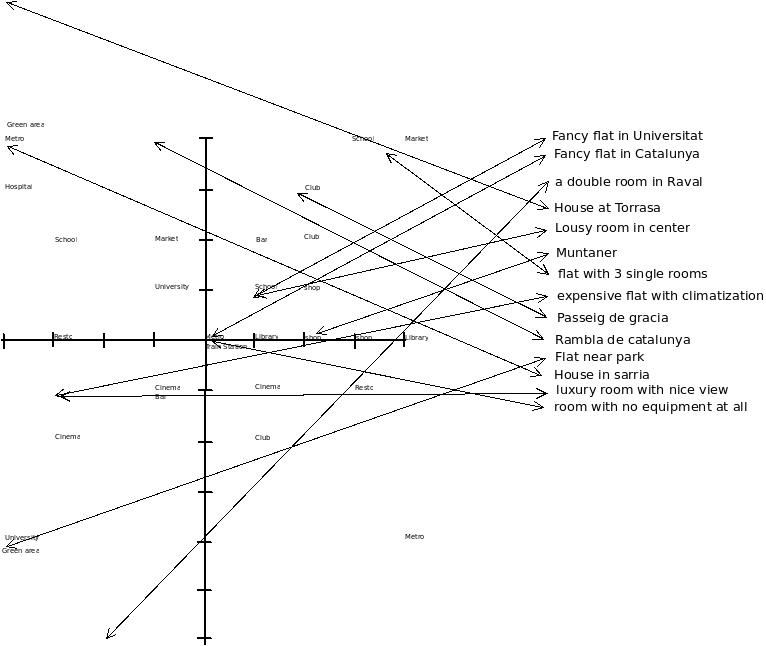 Green area
Metro
School
Market
Fancy flat in Universitat
Fancy flat in Catalunya
a double room in Raval
Hospital
Club
House at Torrasa
Lousy room in center
School
Market
Bar
Club
Muntaner
flat with 3 single rooms
University
School
Shop
expensive flat with climatization
Passeig de gracia
Restc
Library
Shop
Shop
Library
Rambla de catalunya
Train Station
Flat near park
House in sarria
Cinema
Cinema
Restc
luxury room with nice view
Bar
room with no equipment at all
Cinema
Club
University
Metro
Green area